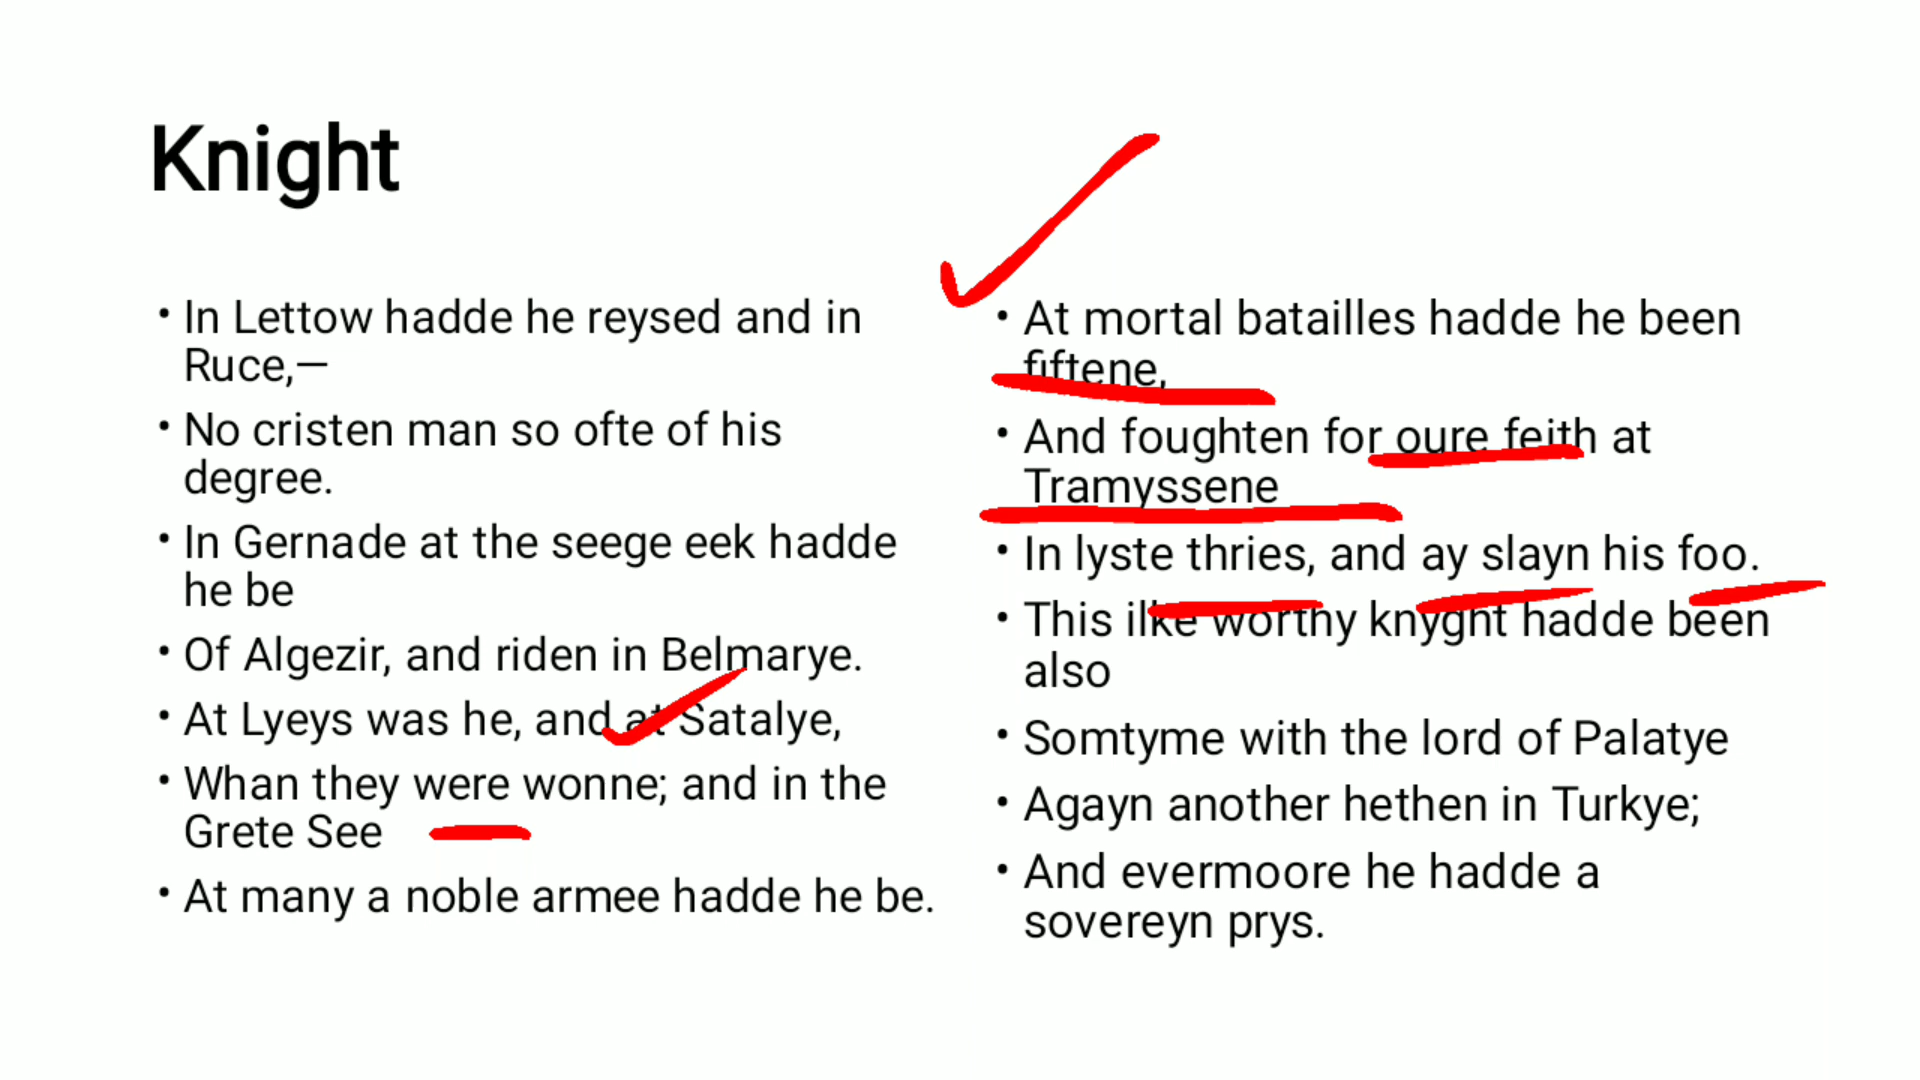 Knight
• In Lettow hadde he reysed and in
Ruce,—
• No cristen man so ofte of his
degree.
• In Gernade at the seege eek hadde
he be
• Of Algezir, and riden in Belmarye.
• At Lyeys was he, and at Satalye,
• Whan they were wonne; and in the
Grete See
• At many a noble armee hadde he be.
• At mortal batailles hadde he been
fiftene,
• And foughten for oure feith at
Tramyssene
• In lyste thries, and ay slayn his foo.
• This ilke worthy knyght hadde been
also
• Somtyme with the lord of Palatye
• Agayn another hethen in Turkye;
• And evermoore he hadde a
sovereyn prys.